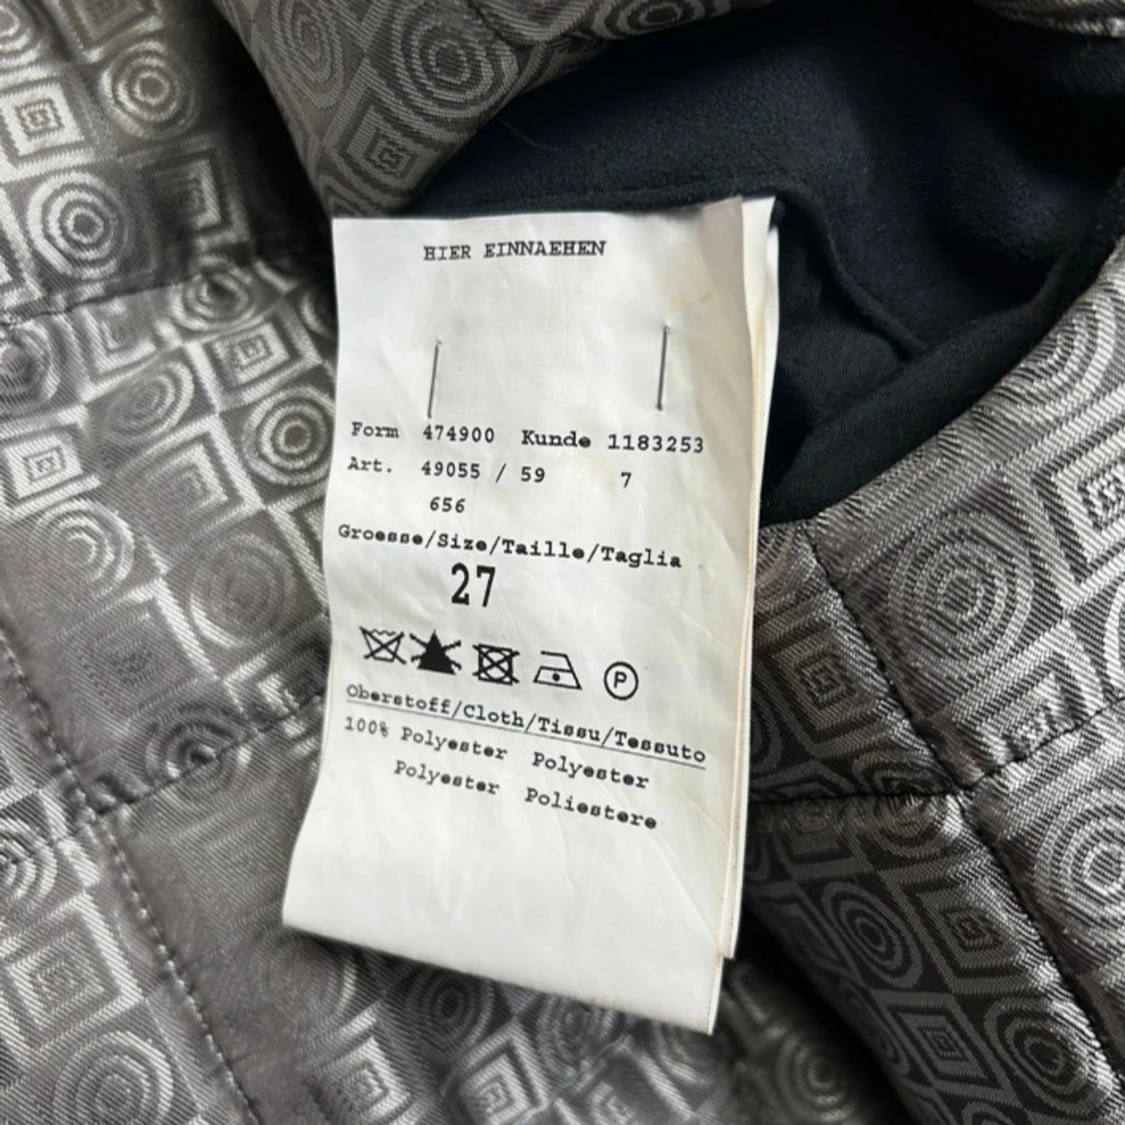 HIER EINNAEHEN
Form 474900 Kunde 1183253
Art. 49055 / 59 7
656
Groesse/Size/Taille/Taglia
27
P
Oberstoff/Cloth/Tissu/Tessuto
100% Polyester Polyester
Polyester Poliestere